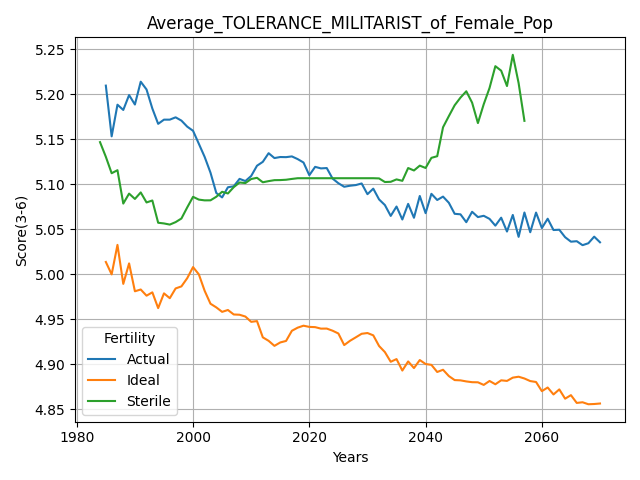 Average_TOLERANCE_MILITARIST_of_Female_Pop
5.25
5.20
5.15
5.10
5.05
5.00
4.95
4.90
4.85
Score(3-6)
Fertility
Actual
Ideal
Sterile
1980
2000
2020
2040
2060
Years